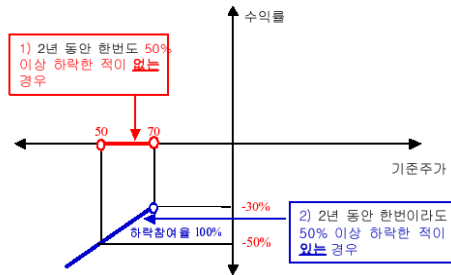 수익률
1) 2년 동안 한번도 50%
이상 하락한 적이 없는
경우
50
70
기준주가
-30%
하락참여율 100%
-50%
2) 2년 동안 한번이라도
50% 이상 하락한 적이
있는 경우